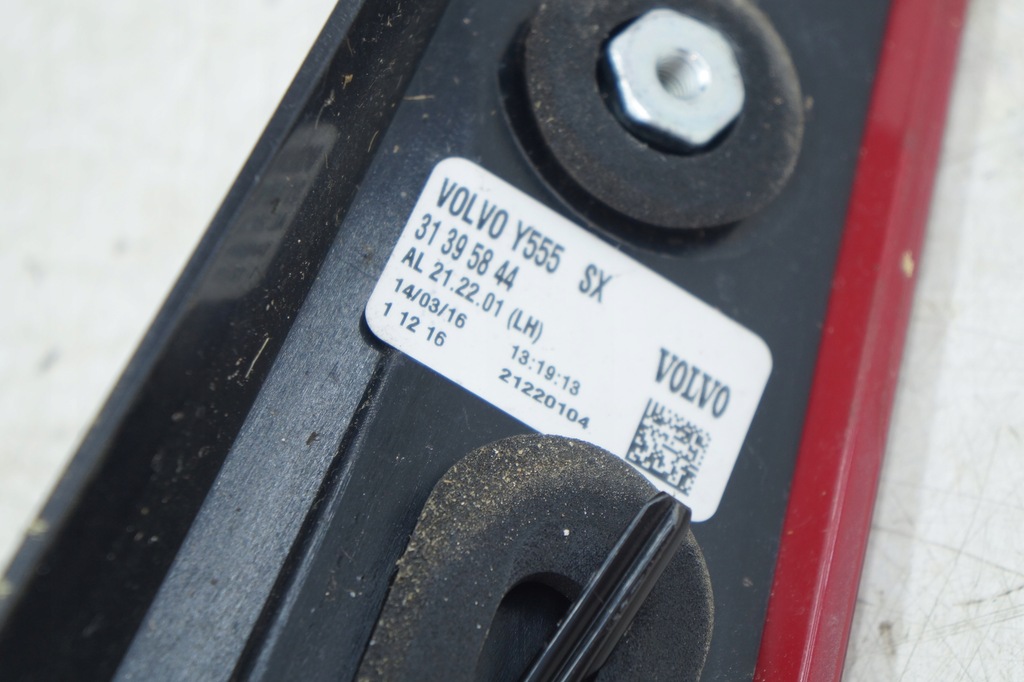 VOLVO Y555 SX
31 39 58 44
AL 21.22.01 (LH)
14/03/16 13:19:13
1 12 16 21220104
VOLVO